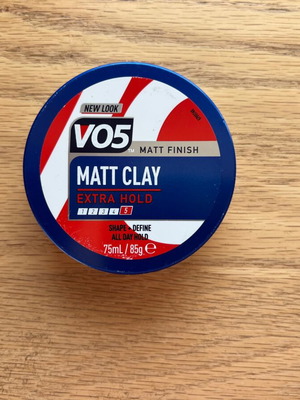 NEW LOOK
VO5™ MATT FINISH
MATT CLAY
EXTRA HOLD
1 2 3 4 5
SHAPE + DEFINE
ALL DAY HOLD
75mL / 85g ℮